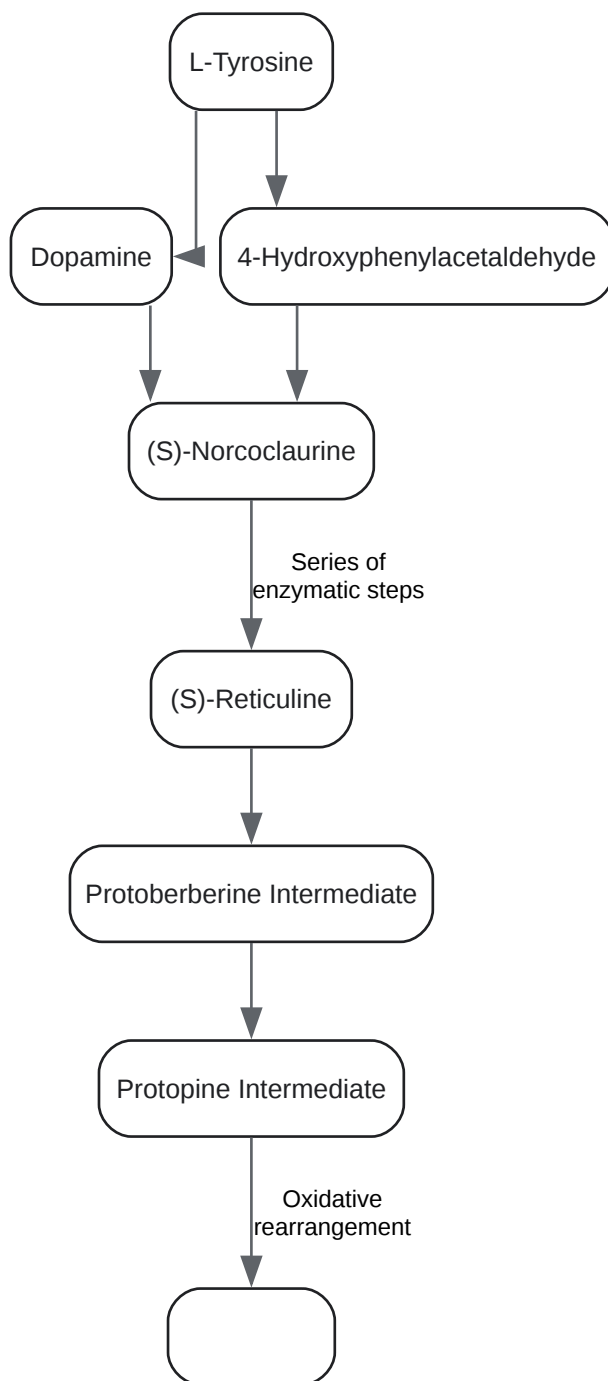 L-Tyrosine
Dopamine
4-Hydroxyphenylacetaldehyde
(S)-Norcoclaurine
Series of
enzymatic steps
(S)-Reticuline
Protoberberine Intermediate
Protopine Intermediate
Oxidative
rearrangement